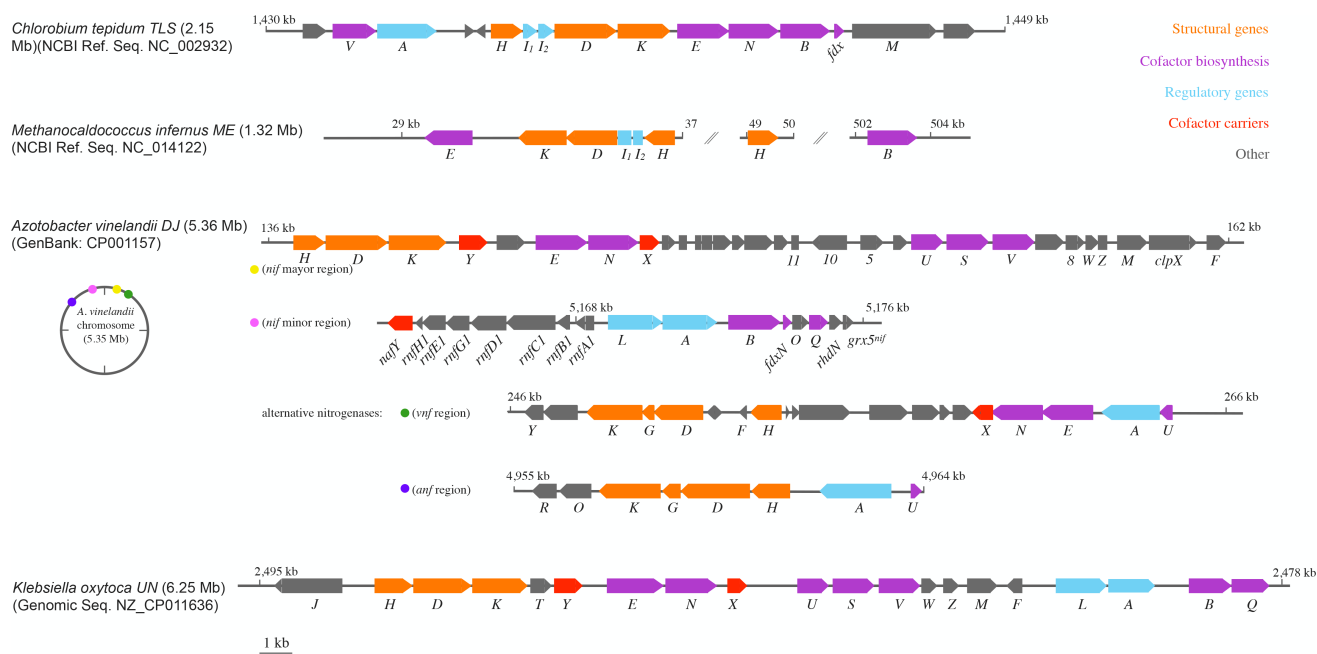 Chlorobium tepidum TLS (2.15
Mb)(NCBI Ref. Seq. NC_002932)
1,430 kb 1,449 kb
V A H I1 I2 D K E N B fdx M
Structural genes
Cofactor biosynthesis
Regulatory genes
Cofactor carriers
Other
Methanocaldococcus infernus ME (1.32 Mb)
(NCBI Ref. Seq. NC_014122)
29 kb 37 // 49 50 // 502 504 kb
E K D I1 I2 H H B
Azotobacter vinelandii DJ (5.36 Mb)
(GenBank: CP001157)
136 kb 162 kb
H D K Y E N X 11 10 5 U S V 8 W Z M clpX F
(nif mayor region)
A. vinelandii
chromosome
(5.35 Mb)
(nif minor region)
5,168 kb 5,176 kb
nafY rnfH1 rnfE1 rnfG1 rnfD1 rnfC1 rnfB1 rnfA1 L A B fdxN O Q rhdN grx5nif
alternative nitrogenases: (vnf region)
246 kb 266 kb
Y K G D F H X N E A U
(anf region)
4,955 kb 4,964 kb
R O K G D H A U
Klebsiella oxytoca UN (6.25 Mb)
(Genomic Seq. NZ_CP011636)
2,495 kb 2,478 kb
J H D K T Y E N X U S V W Z M F L A B Q
1 kb